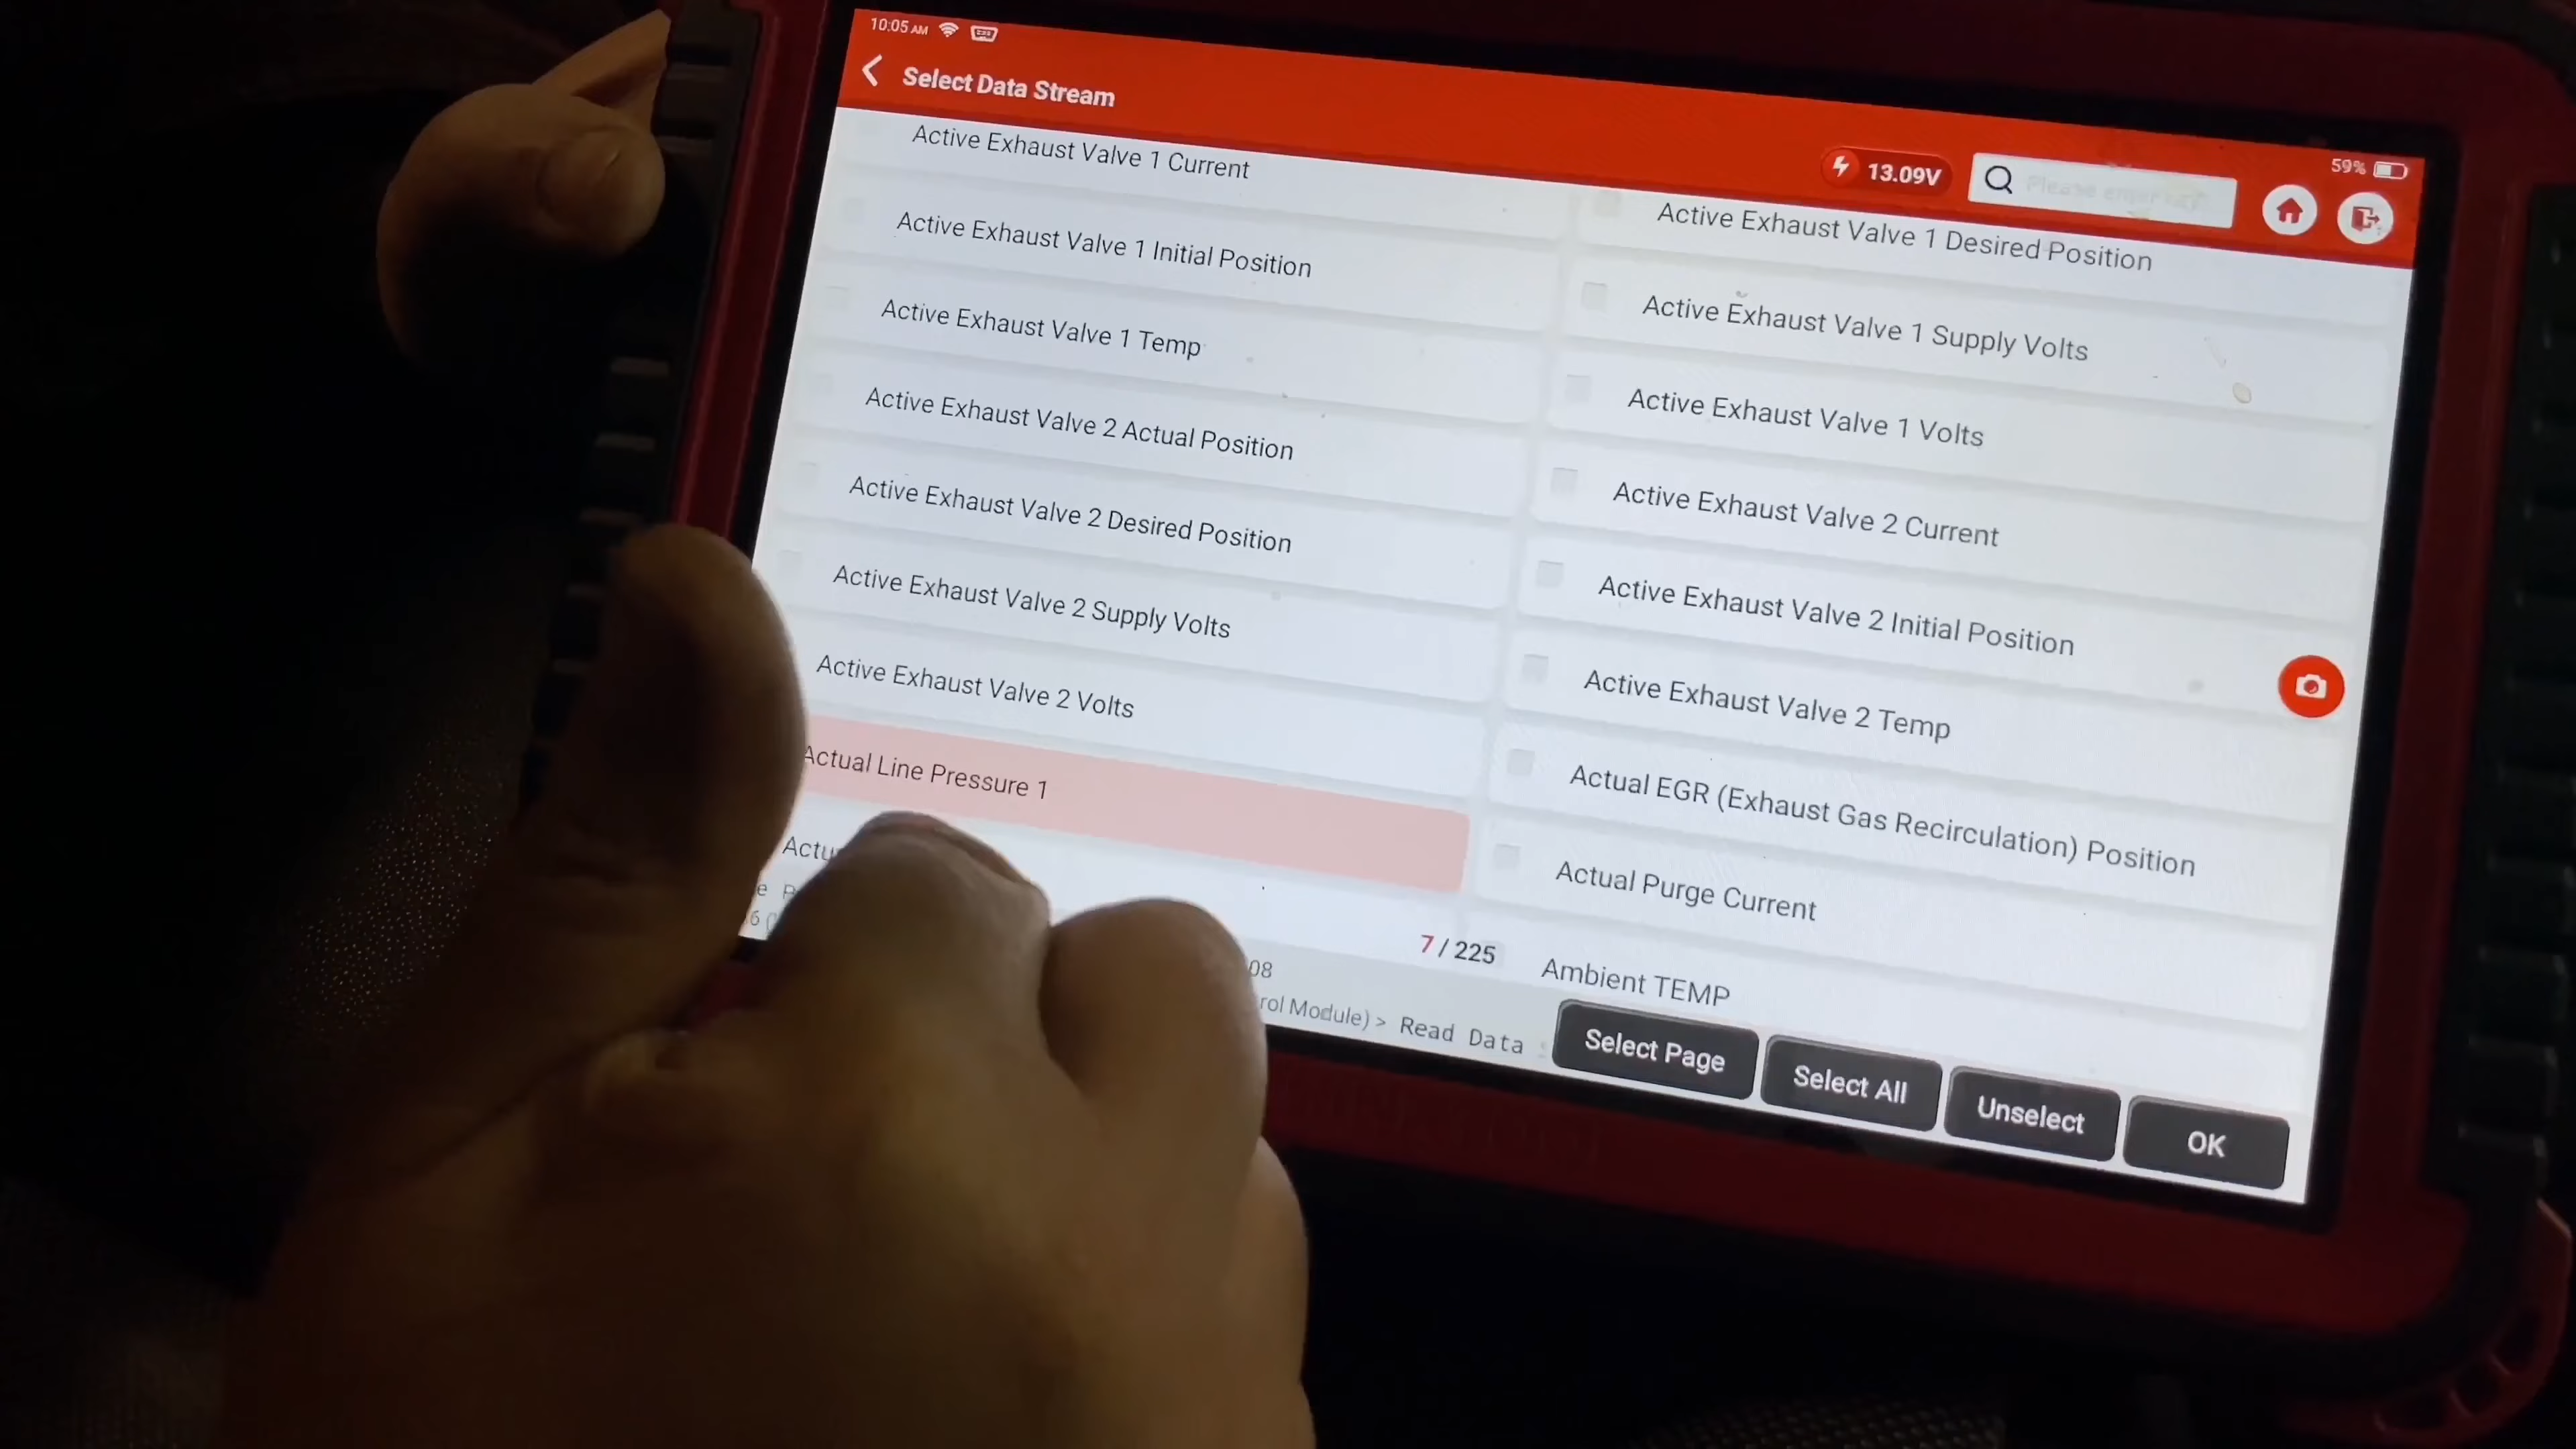 10:05 AM
59%
Select Data Stream
13.09V
Active Exhaust Valve 1 Current
Active Exhaust Valve 1 Desired Position
Active Exhaust Valve 1 Initial Position
Active Exhaust Valve 1 Supply Volts
Active Exhaust Valve 1 Temp
Active Exhaust Valve 1 Volts
Active Exhaust Valve 2 Actual Position
Active Exhaust Valve 2 Current
Active Exhaust Valve 2 Desired Position
Active Exhaust Valve 2 Initial Position
Active Exhaust Valve 2 Supply Volts
Active Exhaust Valve 2 Temp
Active Exhaust Valve 2 Volts
Actual EGR (Exhaust Gas Recirculation) Position
Actual Line Pressure 1
Actual Purge Current
Actu
Ambient TEMP
7 / 225
08
rol Module) > Read Data
Select Page
Select All
Unselect
OK